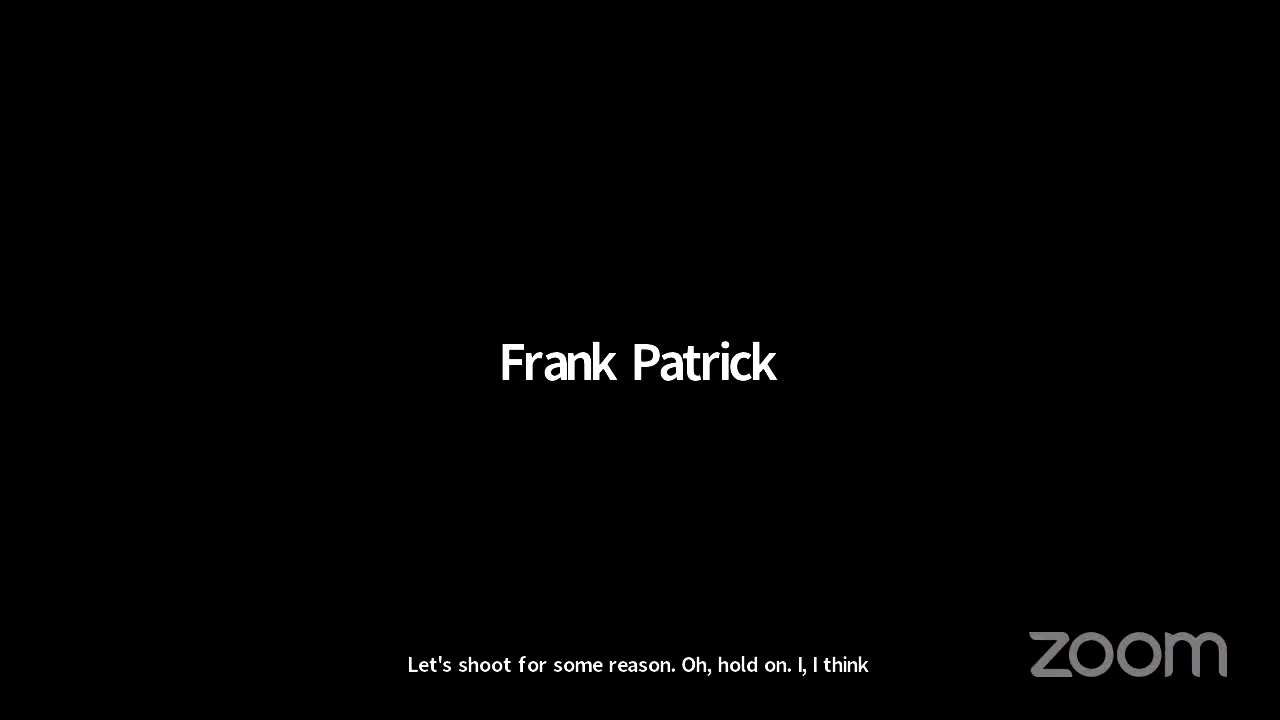 Frank Patrick
Let's shoot for some reason. Oh, hold on. I, I think
zoom